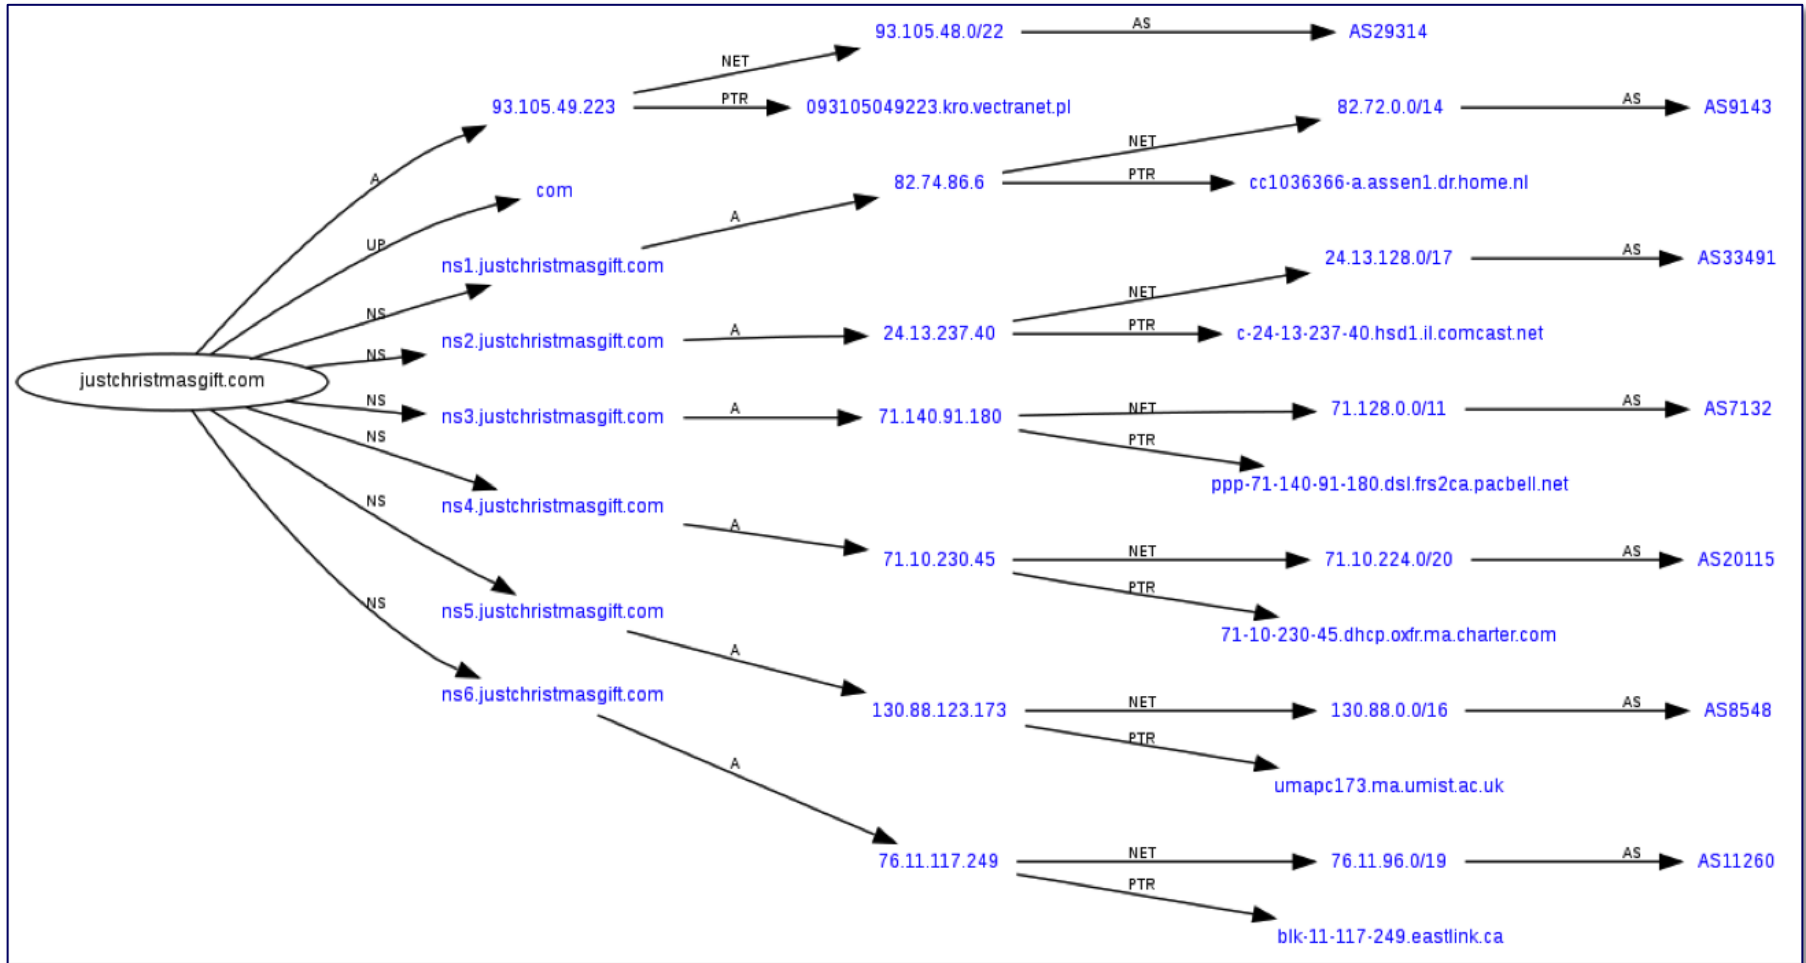 93.105.48.0/22 AS AS29314
NET
93.105.49.223 PTR 093105049223.kro.vectranet.pl 82.72.0.0/14 AS AS9143
NET
A com 82.74.86.6 PTR cc1036366-a.assen1.dr.home.nl
A
UP
ns1.justchristmasgift.com 24.13.128.0/17 AS AS33491
NET
NS
ns2.justchristmasgift.com A 24.13.237.40 PTR c-24-13-237-40.hsd1.il.comcast.net
NS
justchristmasgift.com
NS
ns3.justchristmasgift.com A 71.140.91.180 NET 71.128.0.0/11 AS AS7132
NS PTR
ppp-71-140-91-180.dsl.frs2ca.pacbell.net
NS
ns4.justchristmasgift.com
A
71.10.230.45 NET 71.10.224.0/20 AS AS20115
PTR
NS
ns5.justchristmasgift.com
71-10-230-45.dhcp.oxfr.ma.charter.com
A
ns6.justchristmasgift.com
130.88.123.173 NET 130.88.0.0/16 AS AS8548
PTR
A
umapc173.ma.umist.ac.uk
76.11.117.249 NET 76.11.96.0/19 AS AS11260
PTR
blk-11-117-249.eastlink.ca